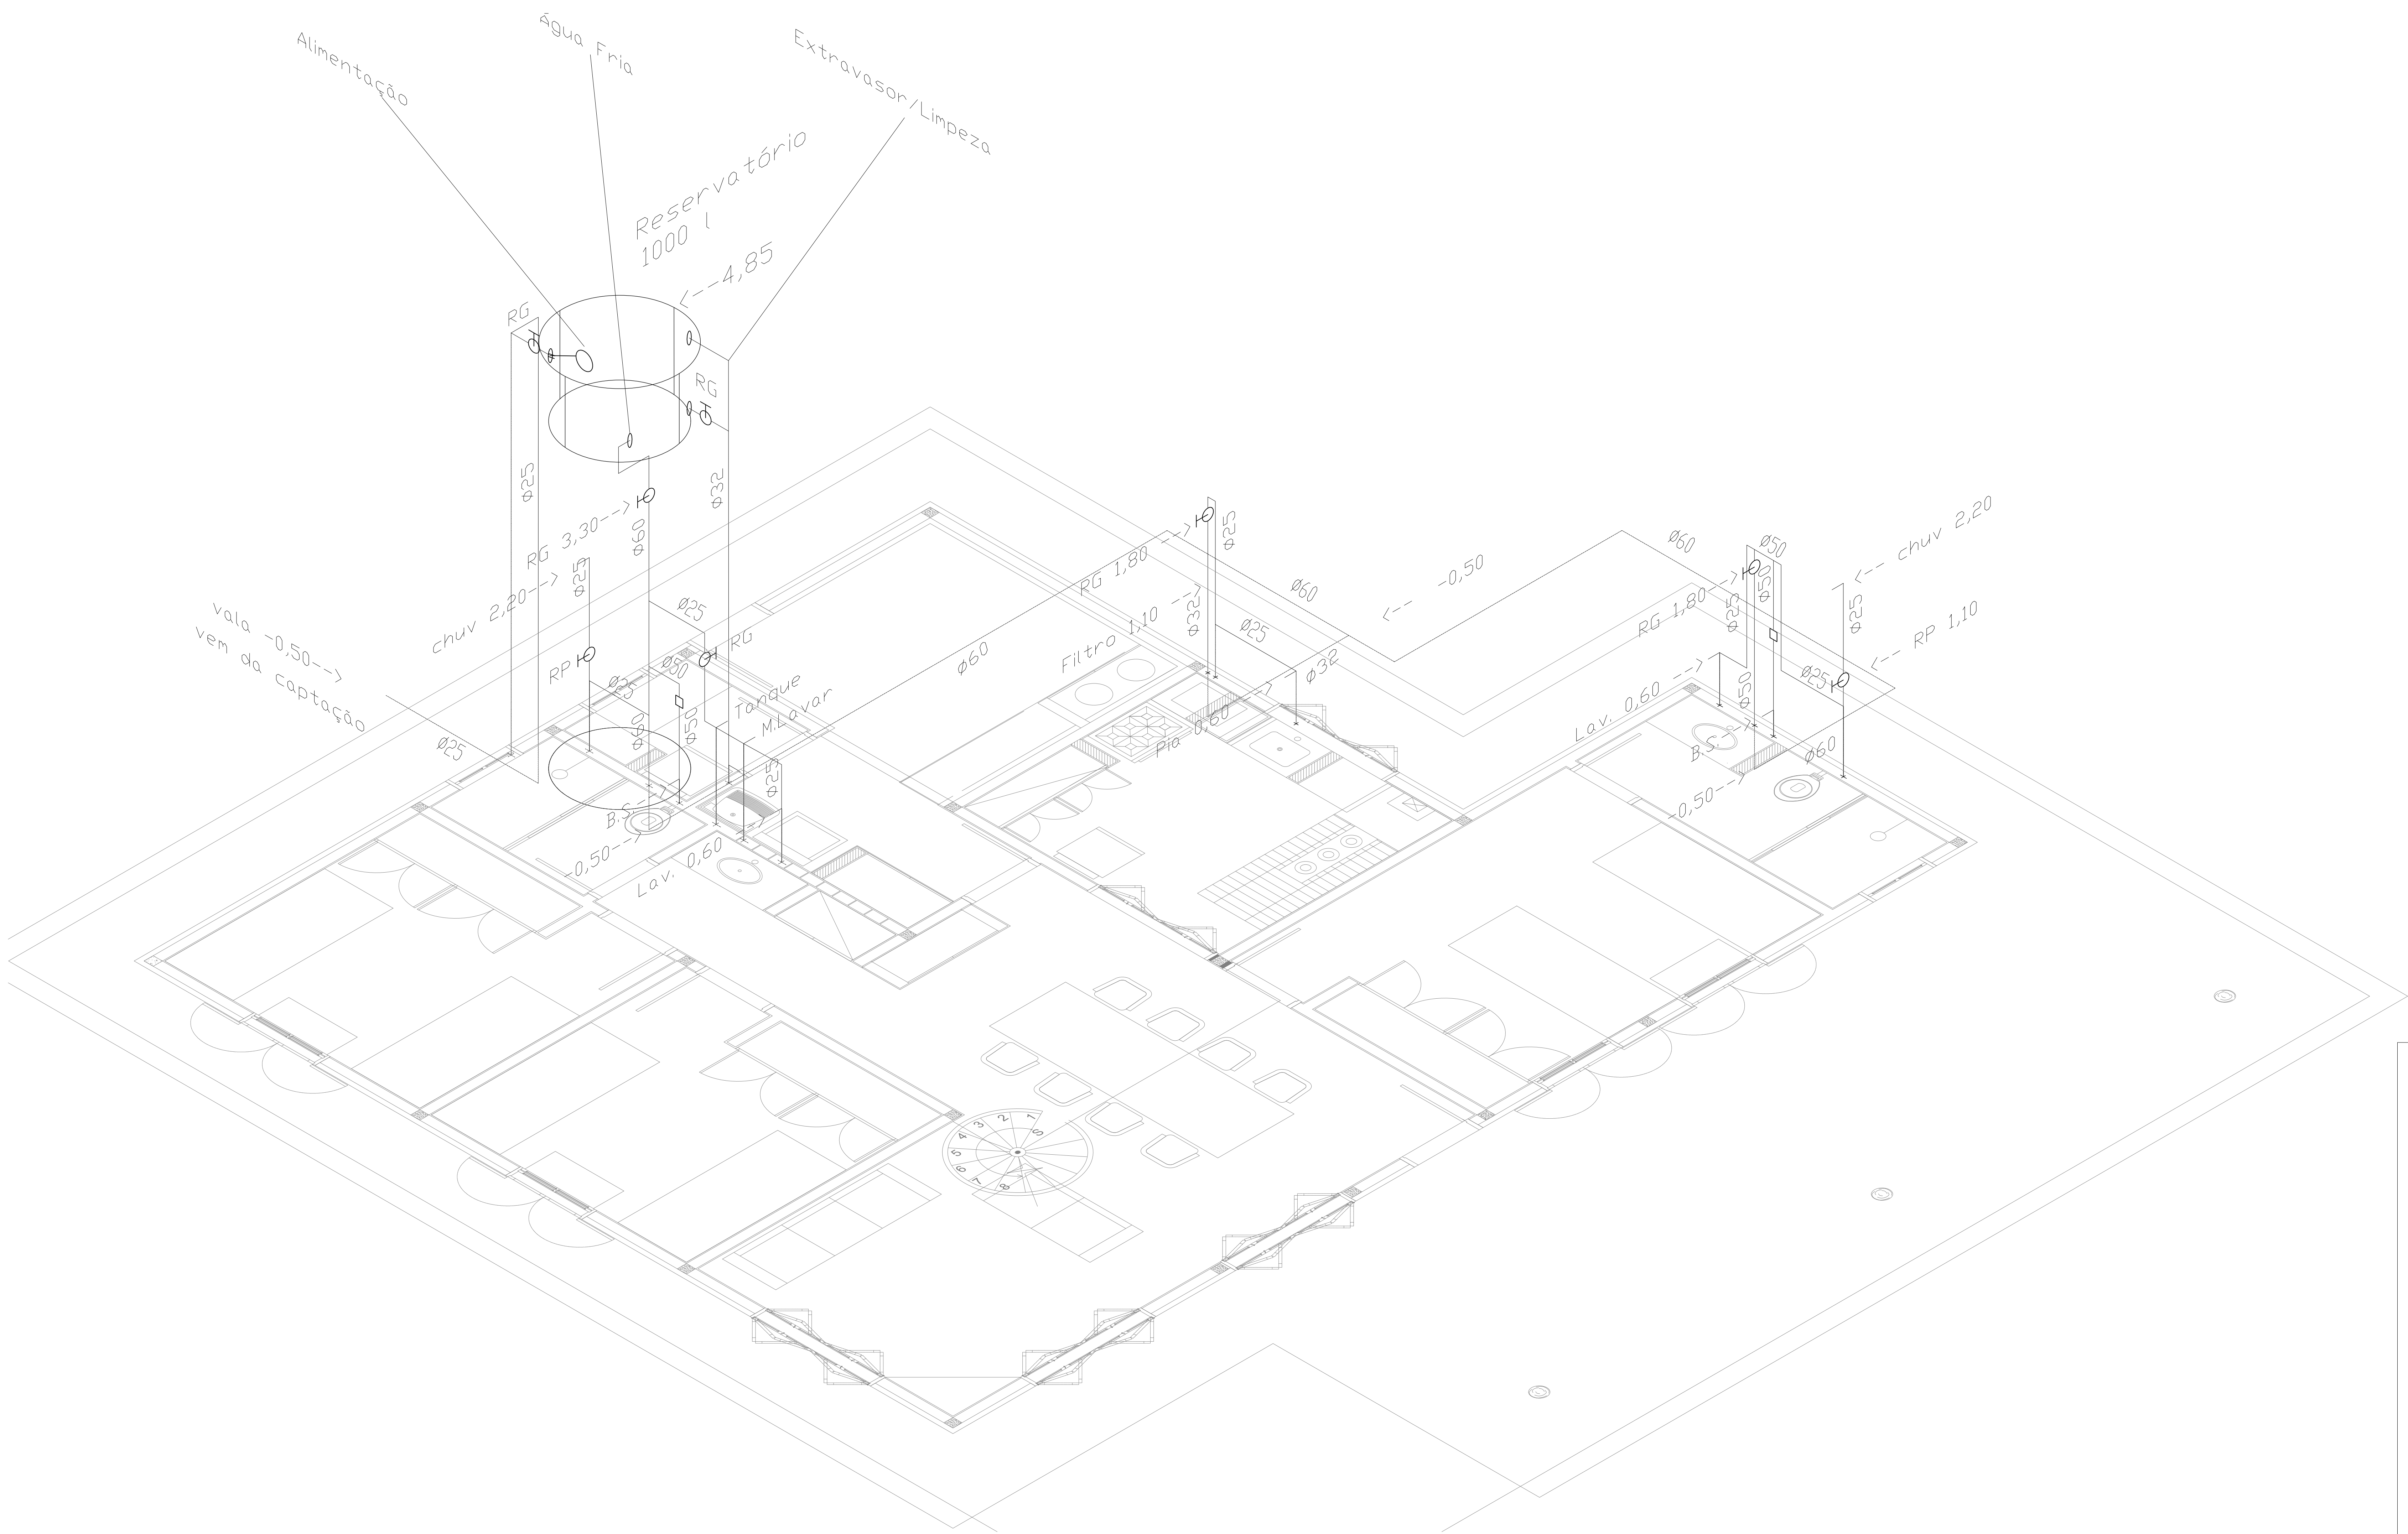 Alimentação
água Fria
Extravasor/Limpeza
Reservatório
1000 l
-4,85
RG
RG
Ø25
Ø32
RG 3,30
Ø60
Ø25
chuv 2,20
vala -0,50
vem da captação
Ø25
RP
Ø25
Ø25
RG
Ø50
Ø60
Ø50
Tanque
M.Lavar
Ø25
B.S.
-0,50
Lav. 0,60
Ø60
RG 1,80
Ø25
Ø32
Filtro 1,10
Ø25
Ø32
Pia 0,60
Ø60
-0,50
Ø60
Ø50
chuv 2,20
RG 1,80
Ø25
Ø50
Ø25
RP 1,10
Lav. 0,60
Ø50
Ø25
B.S.
Ø60
-0,50
1
2
3
4
5
6
7
8
S